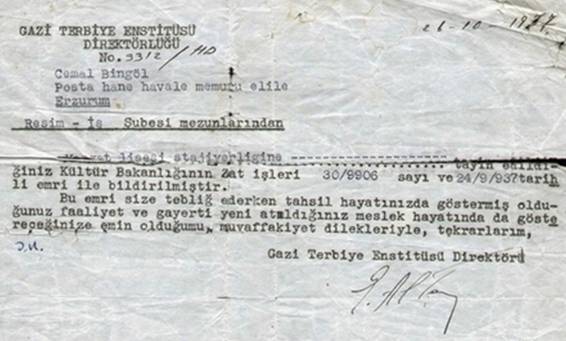 26-10-1937
GAZİ TERBİYE ENSTİTÜSÜ
DİREKTÖRLÜĞÜ
No. 3312/HD
Cemal Bingöl
Posta hane havale memuru elile
Erzurum
Resim - İş Şubesi mezunlarından
lisesi stajiyerliğine tayin edildi
ğiniz Kültür Bakanlığının Zat işleri 30/9906 sayı ve 24/9/937 tarih
li emri ile bildirilmiştir.
Bu emri size tebliğ ederken tahsil hayatınızda göstermiş oldu-
ğunuz faaliyet ve gayerti yeni atıldığınız meslek hayatında da göste
receğinize emin olduğumu, muvaffakiyet dilekleriyle, tekrarlarım,
Gazi Terbiye Enstitüsü Direktörü